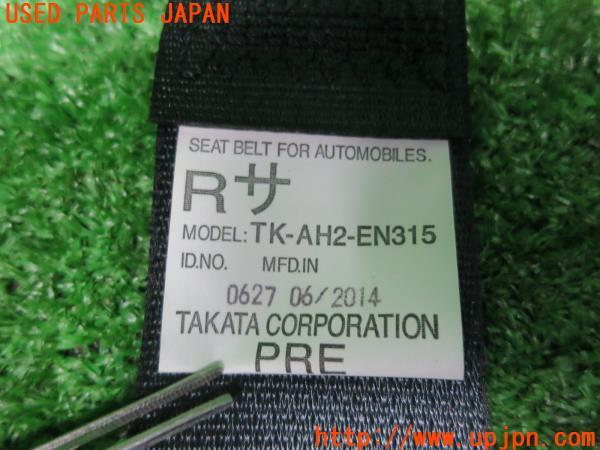 USED PARTS JAPAN
SEAT BELT FOR AUTOMOBILES.
Rサ
MODEL: TK-AH2-EN315
ID.NO. MFD.IN
0627 06/2014
TAKATA CORPORATION
PRE
http://www.upjpn.com